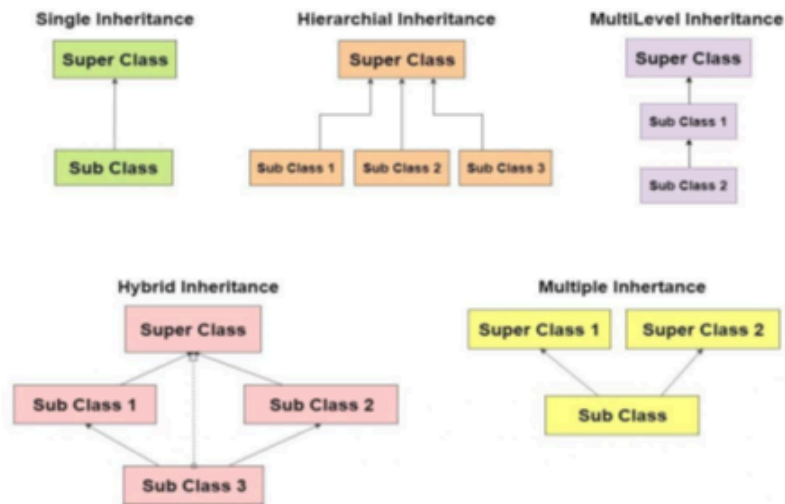 Single Inheritance
Super Class
Sub Class
Hierarchial Inheritance
Super Class
Sub Class 1
Sub Class 2
Sub Class 3
MultiLevel Inheritance
Super Class
Sub Class 1
Sub Class 2
Hybrid Inheritance
Super Class
Sub Class 1
Sub Class 2
Sub Class 3
Multiple Inhertance
Super Class 1
Super Class 2
Sub Class